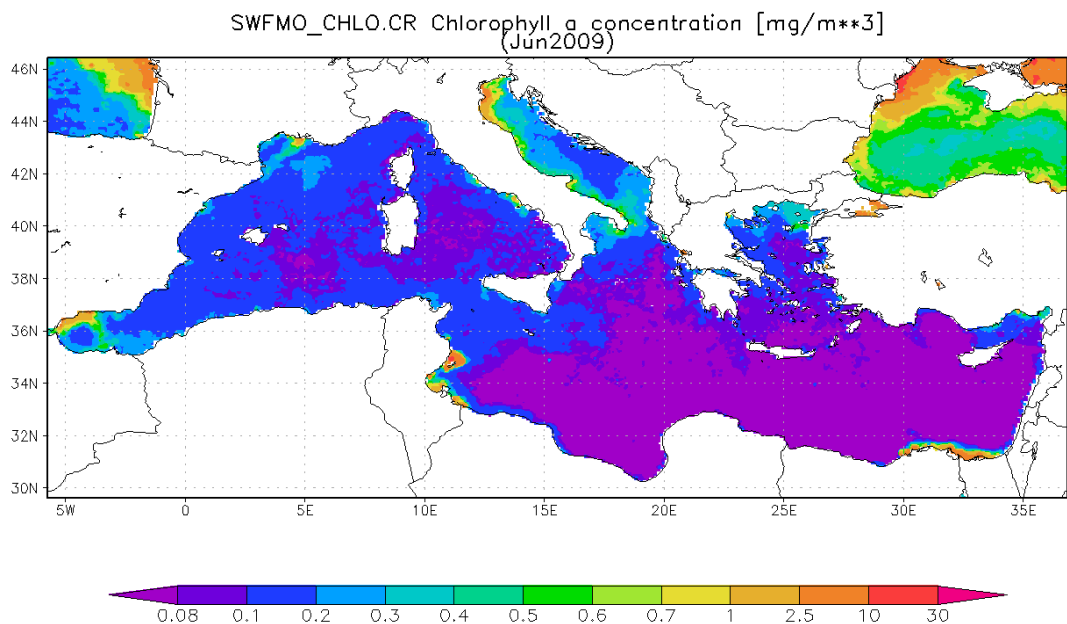 SWFMO_CHLO.CR Chlorophyll a concentration [mg/m**3]
(Jun2009)
46N
44N
42N
40N
38N
36N
34N
32N
30N
5W 0 5E 10E 15E 20E 25E 30E 35E
0.08 0.1 0.2 0.3 0.4 0.5 0.6 0.7 1 2.5 10 30